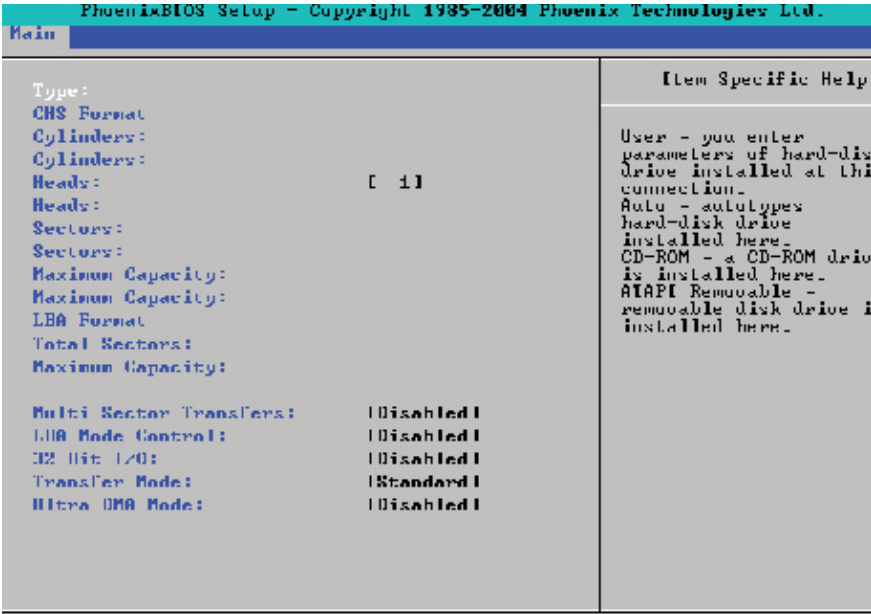 PhoenixBIOS Setup - Copyright 1985-2004 Phoenix Technologies Ltd.
Main
Type:
CHS Format
Cylinders:
Cylinders:
Heads: [ 1]
Heads:
Sectors:
Sectors:
Maximum Capacity:
Maximum Capacity:
LBA Format
Total Sectors:
Maximum Capacity:
Multi-Sector Transfers: [Disabled]
LBA Mode Control: [Disabled]
32 Bit I/O: [Disabled]
Transfer Mode: [Standard]
Ultra DMA Mode: [Disabled]
Item Specific Help
User - you enter
parameters of hard-dis
drive installed at thi
connection.
Auto - autotypes
hard-disk drive
installed here.
CD-ROM - a CD-ROM driv
is installed here.
ATAPI Removable -
removable disk drive i
installed here.